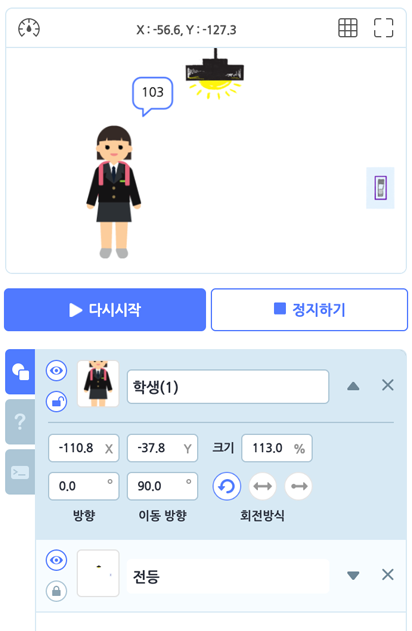 X : -56.6, Y : -127.3
103
다시시작
정지하기
학생(1)
-110.8 X -37.8 Y 크기 113.0 %
0.0 ° 90.0 °
방향 이동 방향 회전방식
?
>_
전등